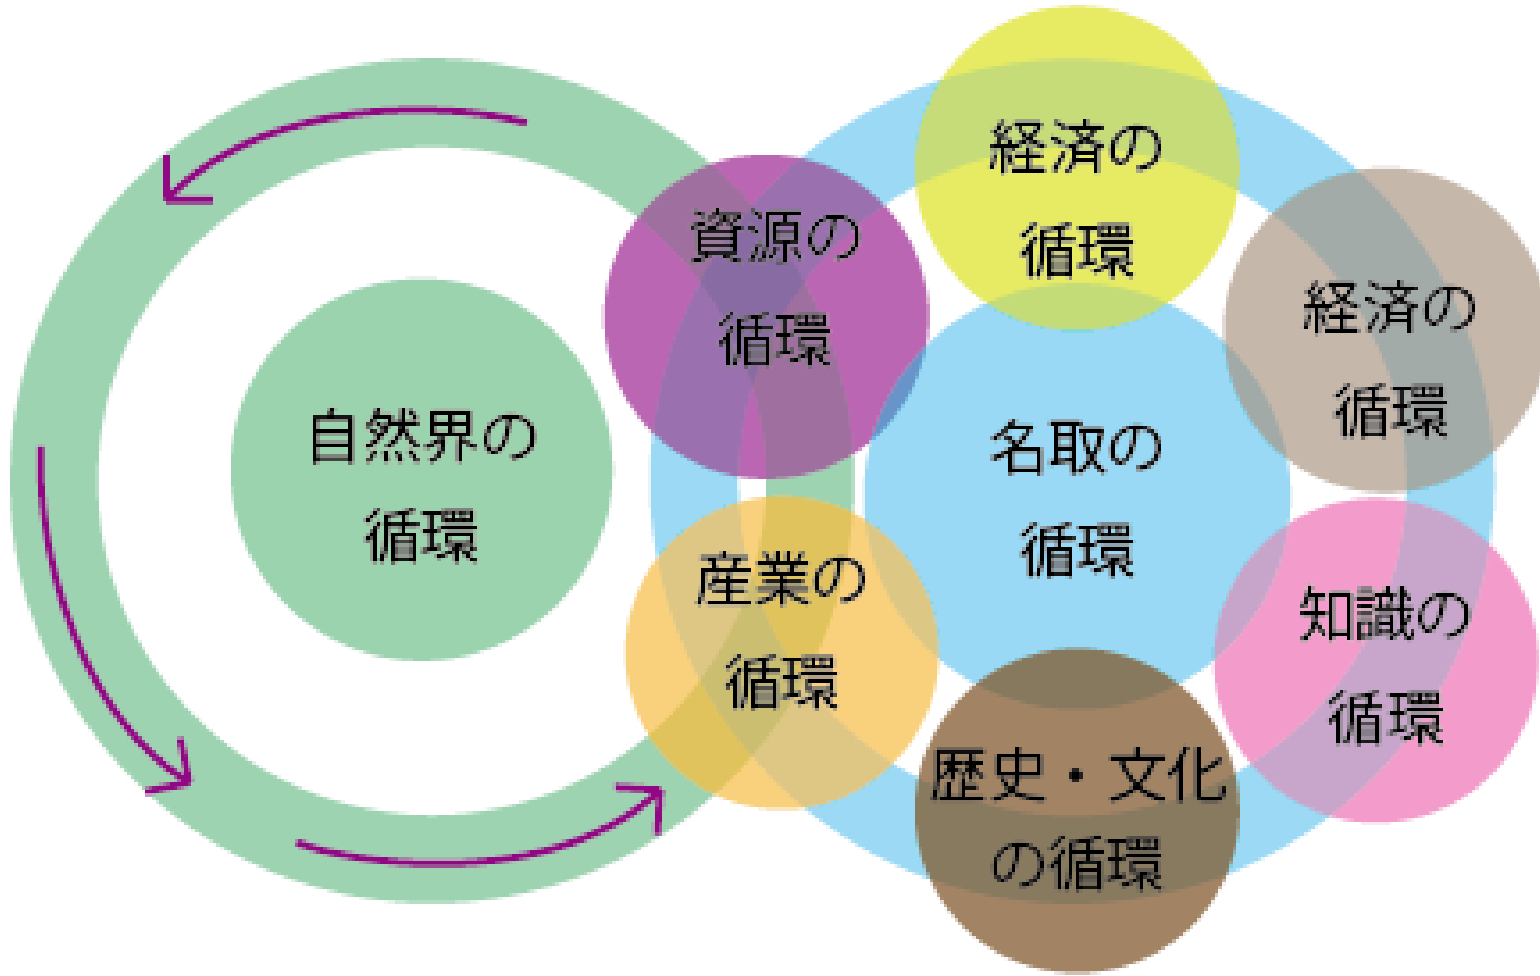 経済の
循環
資源の
循環
経済の
循環
自然界の
循環
名取の
循環
産業の
循環
知識の
循環
歴史・文化
の循環